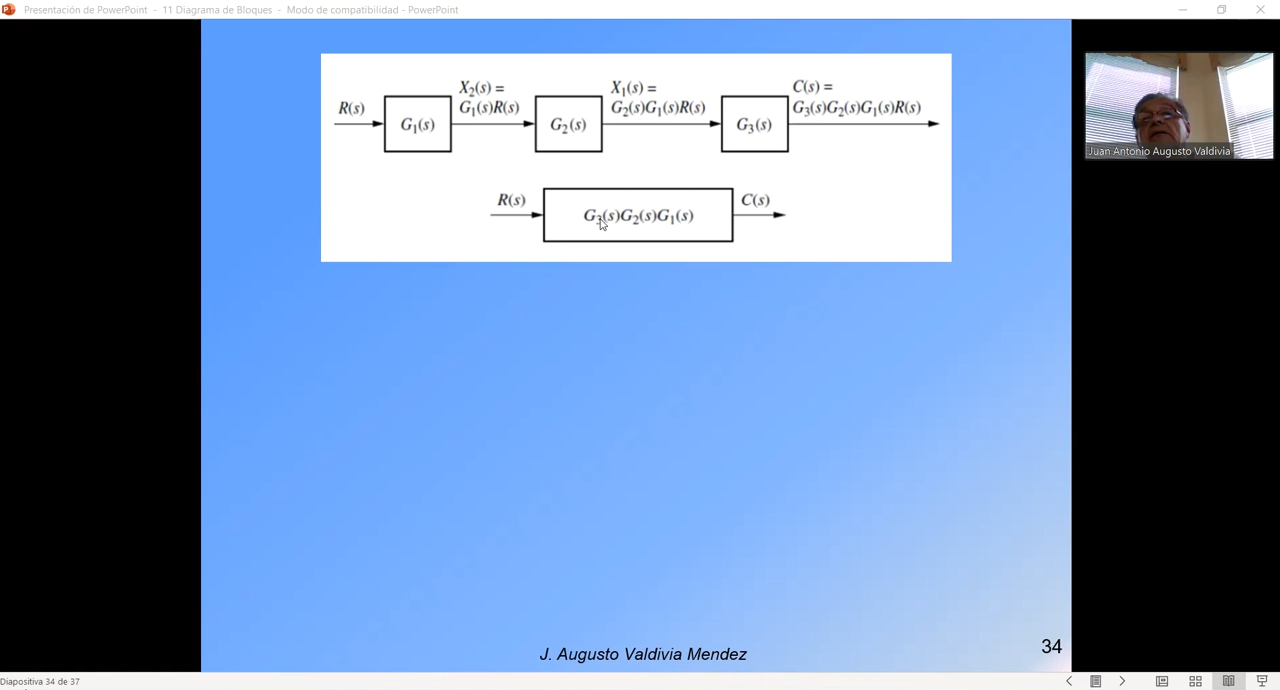 Presentación de PowerPoint - 11 Diagrama de Bloques - Modo de compatibilidad - PowerPoint
R(s)
G₁(s)
X₂(s) =
G₁(s)R(s)
G₂(s)
X₁(s) =
G₂(s)G₁(s)R(s)
G₃(s)
C(s) =
G₃(s)G₂(s)G₁(s)R(s)
R(s)
G₃(s)G₂(s)G₁(s)
C(s)
Juan Antonio Augusto Valdivia
J. Augusto Valdivia Mendez
34
Diapositiva 34 de 37